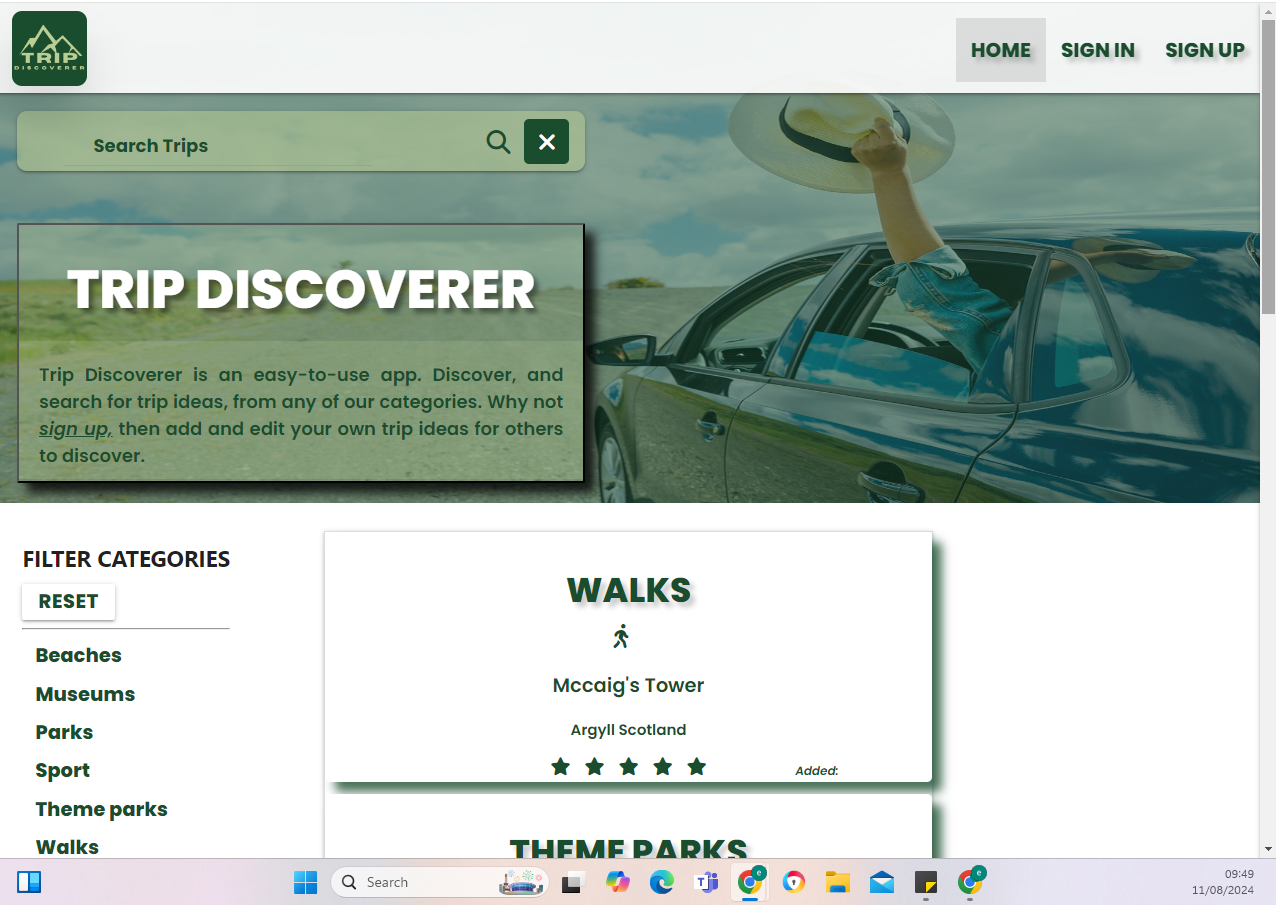 TRIP
DISCOVERER
HOME SIGN IN SIGN UP
Search Trips
TRIP DISCOVERER
Trip Discoverer is an easy-to-use app. Discover, and
search for trip ideas, from any of our categories. Why not
sign up, then add and edit your own trip ideas for others
to discover.
FILTER CATEGORIES
RESET
Beaches
Museums
Parks
Sport
Theme parks
Walks
WALKS
Mccaig's Tower
Argyll Scotland
Added:
THEME PARKS
Search
09:49
11/08/2024